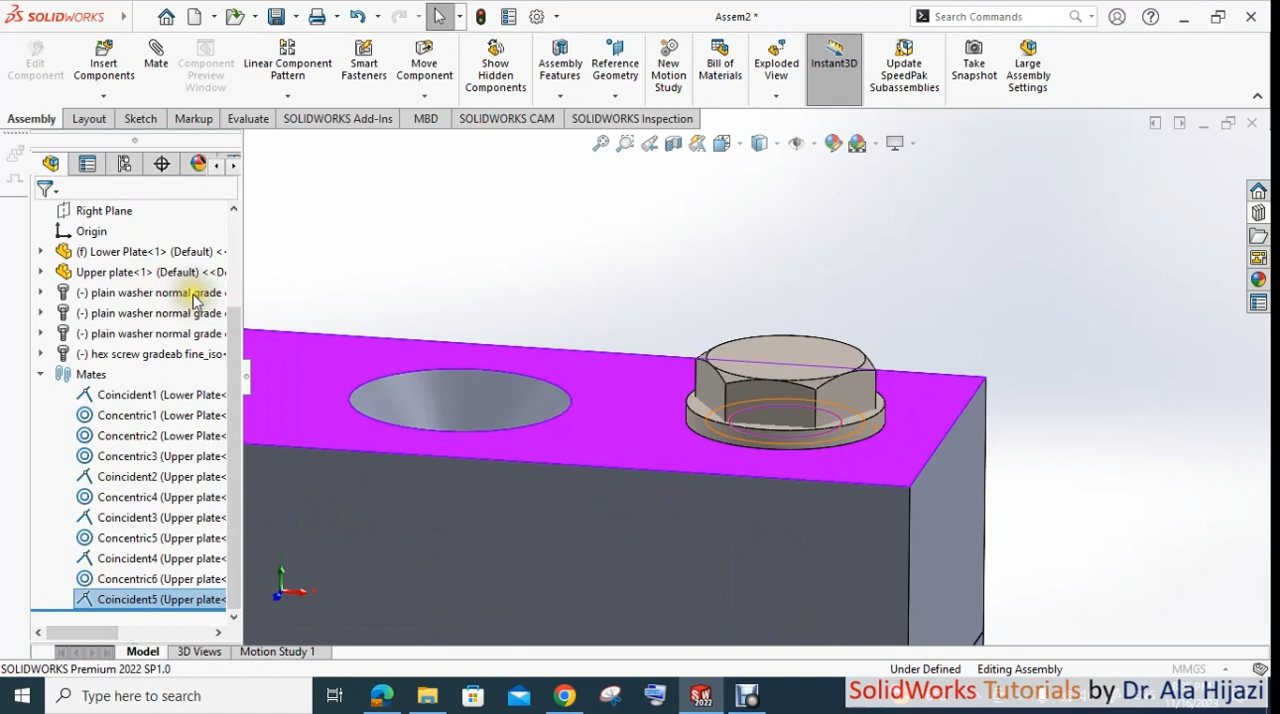 SOLIDWORKS
Assem2 *
Search Commands
Edit Component
Insert Components
Mate
Component Preview Window
Linear Component Pattern
Smart Fasteners
Move Component
Show Hidden Components
Assembly Features
Reference Geometry
New Motion Study
Bill of Materials
Exploded View
Instant3D
Update SpeedPak Subassemblies
Take Snapshot
Large Assembly Settings
Assembly
Layout
Sketch
Markup
Evaluate
SOLIDWORKS Add-Ins
MBD
SOLIDWORKS CAM
SOLIDWORKS Inspection
Right Plane
Origin
(f) Lower Plate<1> (Default) <
Upper plate<1> (Default) <<D
(-) plain washer normal grade
(-) plain washer normal grade
(-) plain washer normal grade
(-) hex screw gradeab fine_iso
Mates
Coincident1 (Lower Plate<
Concentric1 (Lower Plate<
Concentric2 (Lower Plate<
Concentric3 (Upper plate<
Coincident2 (Upper plate<
Concentric4 (Upper plate<
Coincident3 (Upper plate<
Concentric5 (Upper plate<
Coincident4 (Upper plate<
Concentric6 (Upper plate<
Coincident5 (Upper plate<
Model
3D Views
Motion Study 1
SOLIDWORKS Premium 2022 SP1.0
Under Defined
Editing Assembly
MMGS
Type here to search
SW 2022
SolidWorks Tutorials by Dr. Ala Hijazi